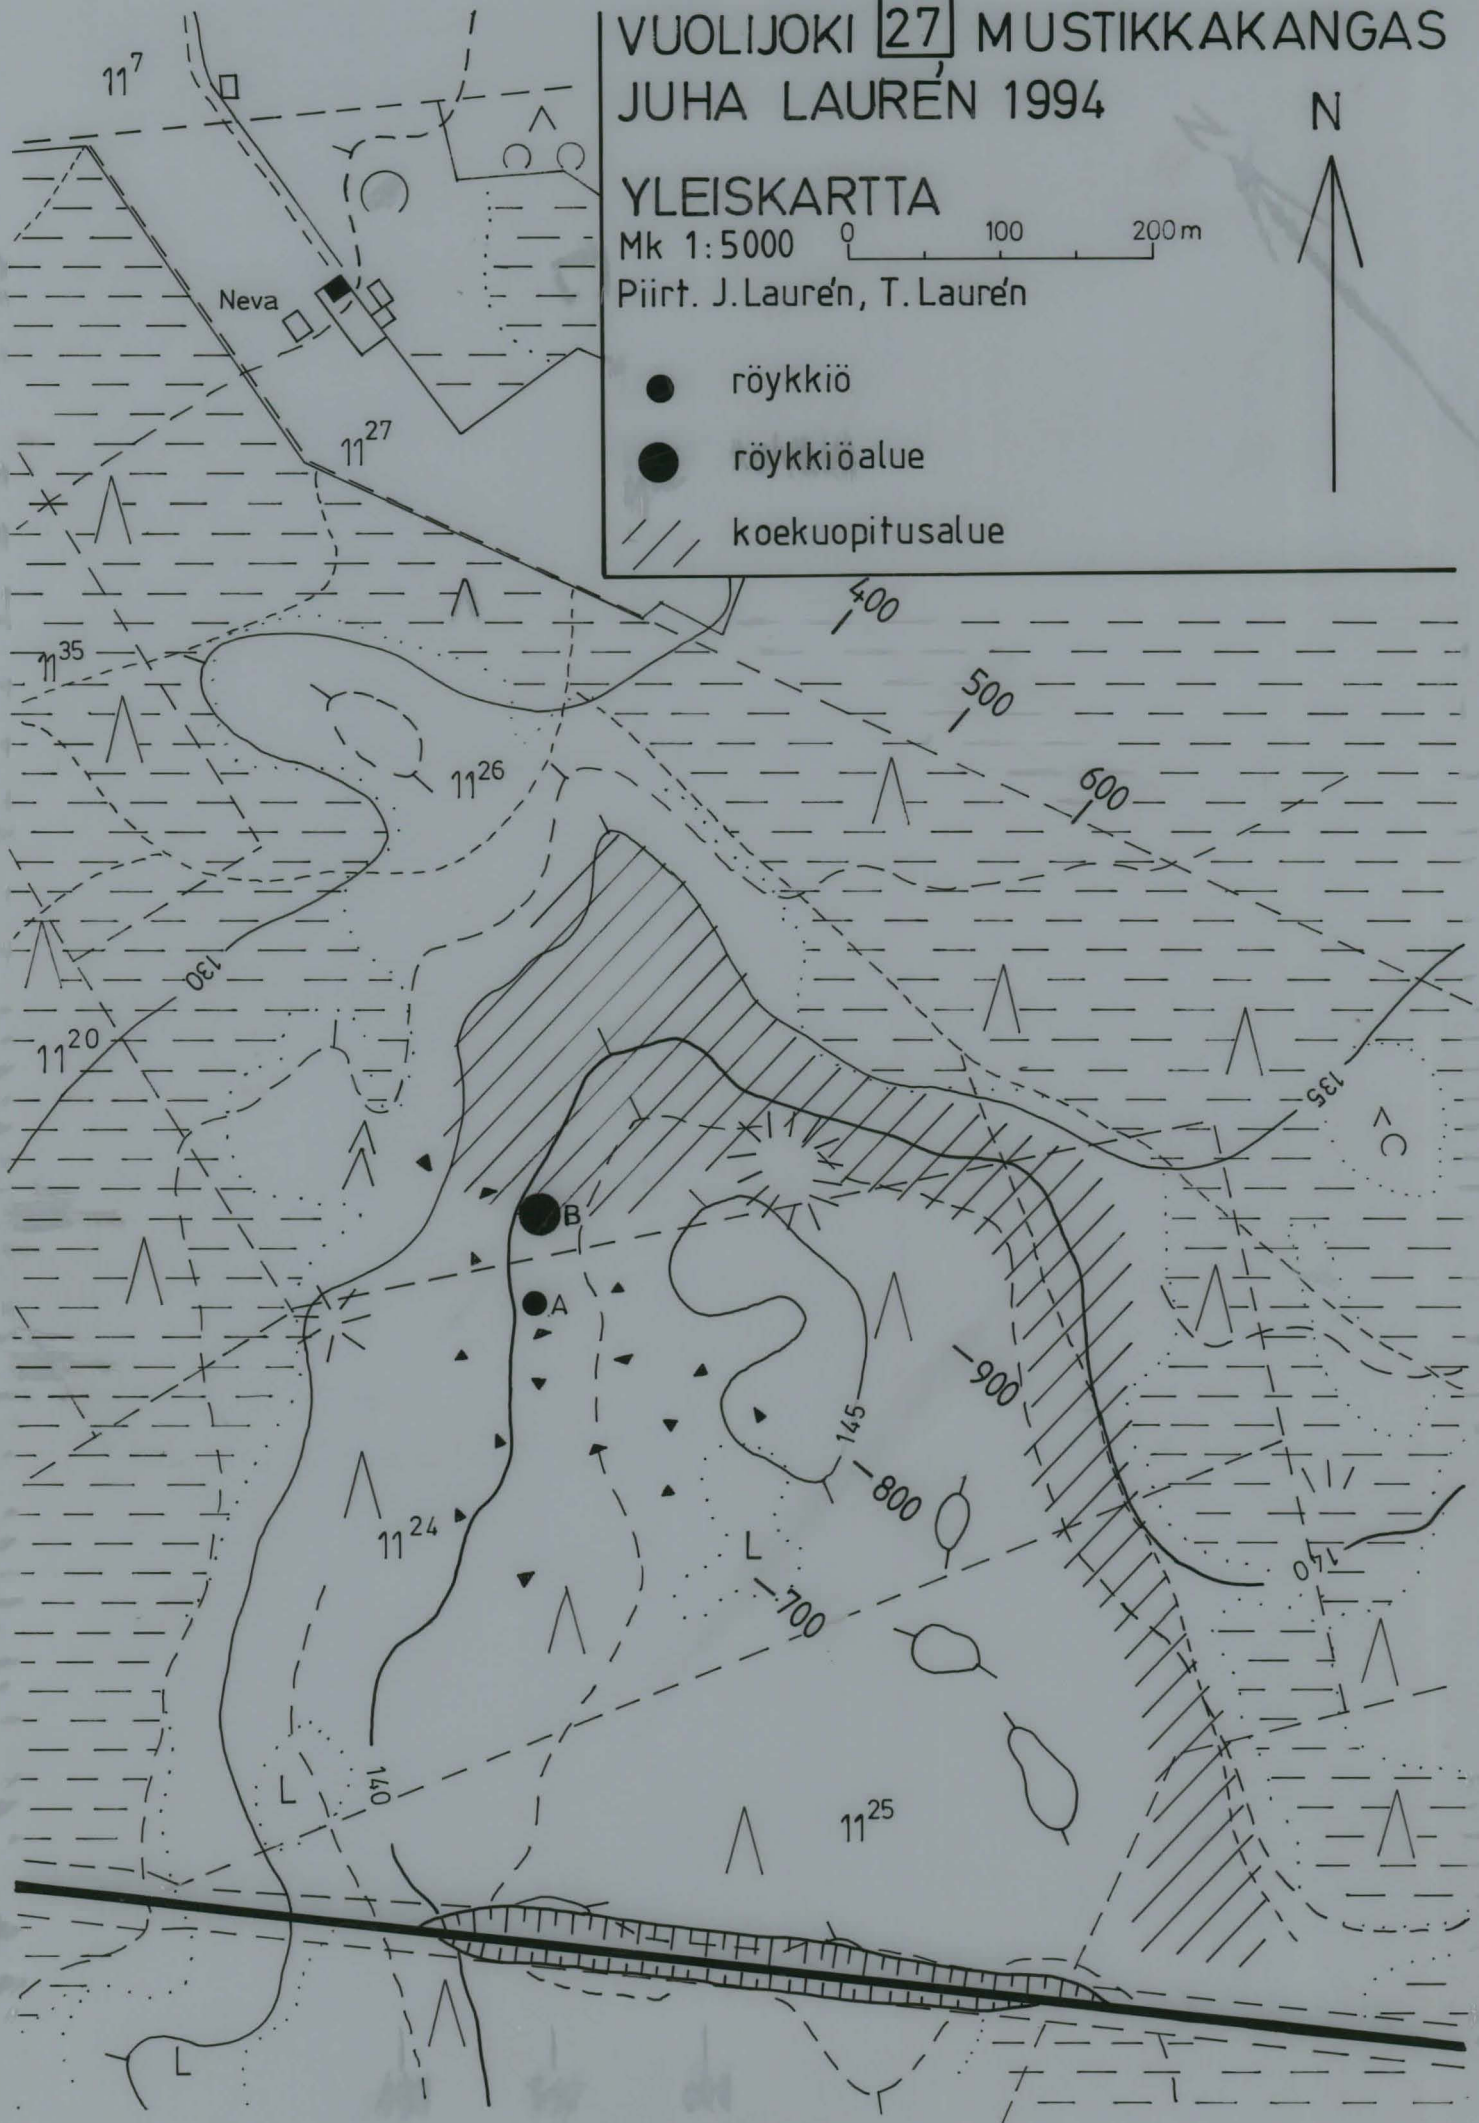 VUOLIJOKI 27 MUSTIKKAKANGAS
JUHA LAURÉN 1994
N
YLEISKARTTA
Mk 1:5000 0 100 200m
Piirt. J. Laurén, T. Laurén
röykkiö
röykkiöalue
koekuopitusalue
11⁷
Neva
11²⁷
400
11³⁵
500
11²⁶
600
130
11²⁰
135
B
A
900
145
800
11²⁴
L
140
700
L
140
11²⁵
L